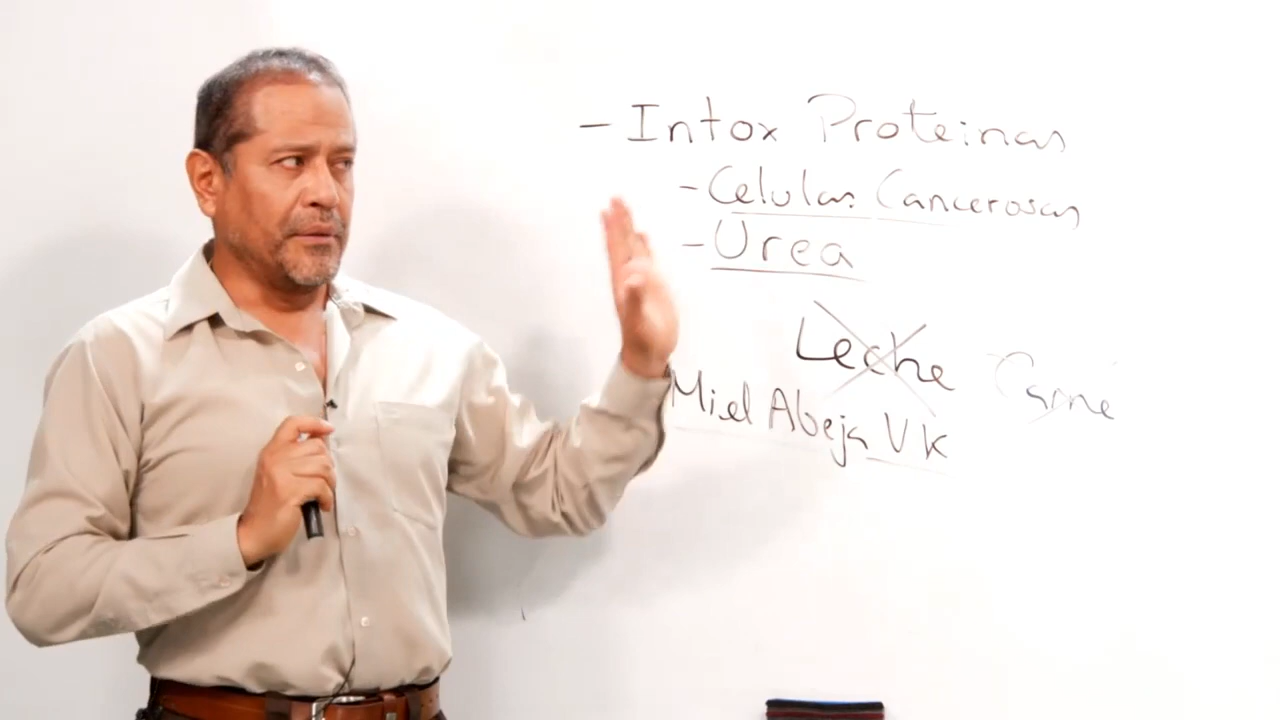 - Intox Proteinas
- Celulas Cancerosas
- Urea
Leche Carne
Miel Abeja VK